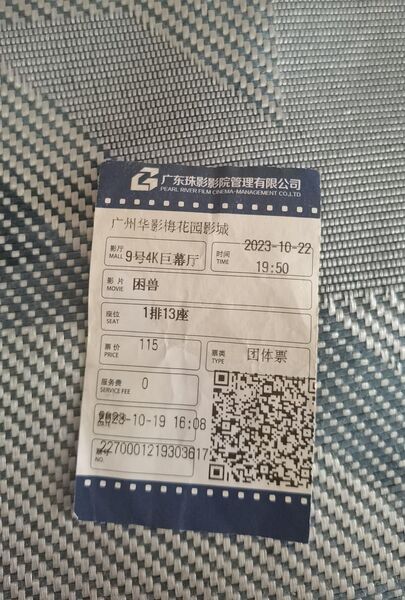 广东珠影影院管理有限公司
PEARL RIVER FILM CINEMA-MANAGEMENT CO.,LTD
广州华影梅花园影城
影厅 MALL 9号4K巨幕厅 时间 TIME 2023-10-22 19:50
影片 MOVIE 困兽
座位 SEAT 1排13座
票价 PRICE 115 票类 TYPE 团体票
服务费 SERVICE FEE 0
2023-10-19 16:08
NO 2270001219303617